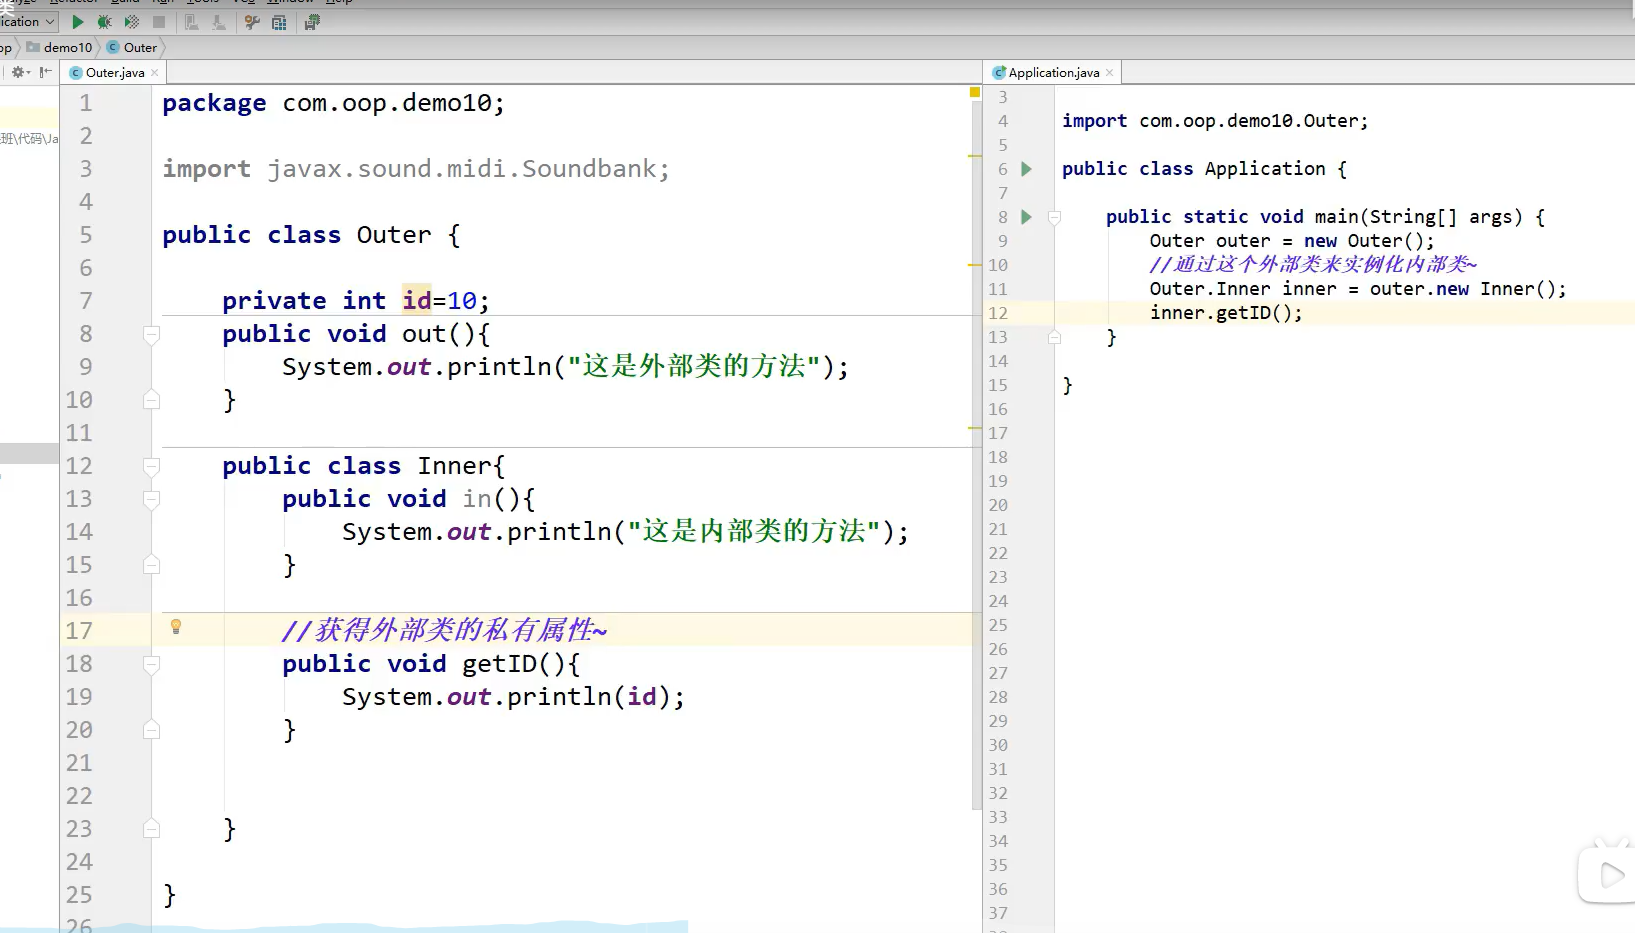 ication
op demo10 Outer
Outer.java
班\代码\Ja
1 package com.oop.demo10;
2
3 import javax.sound.midi.Soundbank;
4
5 public class Outer {
6
7 private int id=10;
8 public void out(){
9 System.out.println("这是外部类的方法");
10 }
11
12 public class Inner{
13 public void in(){
14 System.out.println("这是内部类的方法");
15 }
16
17 //获得外部类的私有属性~
18 public void getID(){
19 System.out.println(id);
20 }
21
22
23 }
24
25 }
26
Application.java
3
4 import com.oop.demo10.Outer;
5
6 public class Application {
7
8 public static void main(String[] args) {
9 Outer outer = new Outer();
10 //通过这个外部类来实例化内部类~
11 Outer.Inner inner = outer.new Inner();
12 inner.getID();
13 }
14
15 }
16
17
18
19
20
21
22
23
24
25
26
27
28
29
30
31
32
33
34
35
36
37